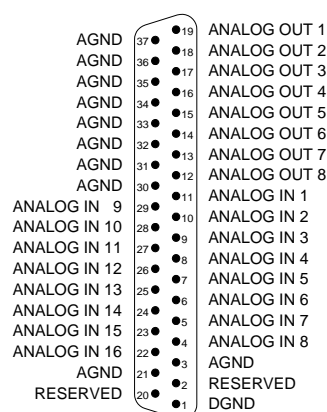 19 ANALOG OUT 1
AGND 37
18 ANALOG OUT 2
AGND 36
17 ANALOG OUT 3
AGND 35
16 ANALOG OUT 4
AGND 34
15 ANALOG OUT 5
AGND 33
14 ANALOG OUT 6
AGND 32
13 ANALOG OUT 7
AGND 31
12 ANALOG OUT 8
AGND 30
11 ANALOG IN 1
ANALOG IN 9 29
10 ANALOG IN 2
ANALOG IN 10 28
9 ANALOG IN 3
ANALOG IN 11 27
8 ANALOG IN 4
ANALOG IN 12 26
7 ANALOG IN 5
ANALOG IN 13 25
6 ANALOG IN 6
ANALOG IN 14 24
5 ANALOG IN 7
ANALOG IN 15 23
4 ANALOG IN 8
ANALOG IN 16 22
3 AGND
AGND 21
2 RESERVED
RESERVED 20
1 DGND